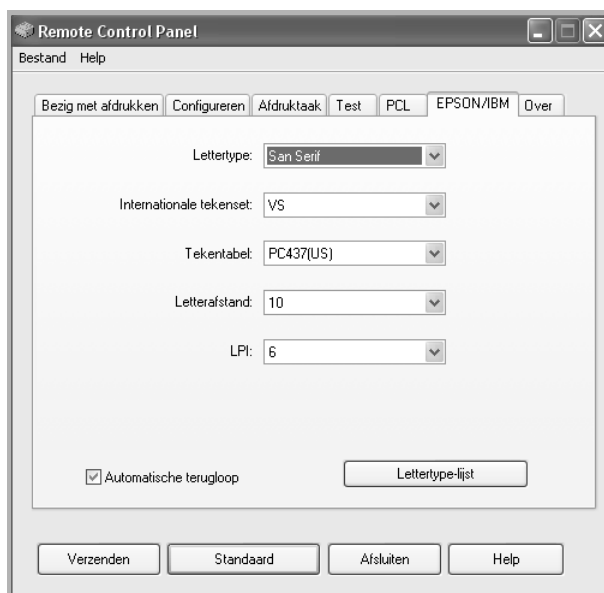 Remote Control Panel
Bestand Help
Bezig met afdrukken Configureren Afdruktaak Test PCL EPSON/IBM Over
Lettertype: San Serif
Internationale tekenset: VS
Tekentabel: PC437(US)
Letterafstand: 10
LPI: 6
Automatische terugloop Lettertype-lijst
Verzenden Standaard Afsluiten Help